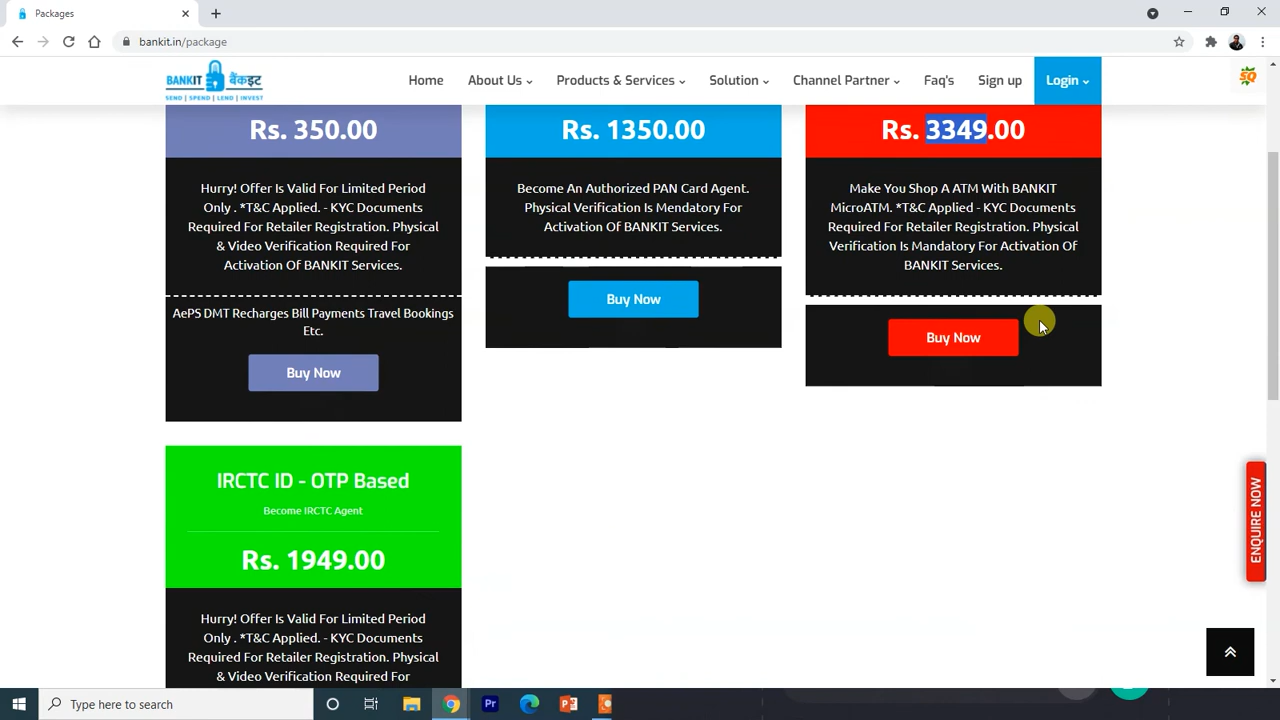 Packages
bankit.in/package
BANKIT बैंकइट
SEND | SPEND | LEND | INVEST
Home
About Us
Products & Services
Solution
Channel Partner
Faq's
Sign up
Login
SQ
Rs. 350.00
Hurry! Offer Is Valid For Limited Period
Only . *T&C Applied. - KYC Documents
Required For Retailer Registration. Physical
& Video Verification Required For
Activation Of BANKIT Services.
AePS DMT Recharges Bill Payments Travel Bookings
Etc.
Buy Now
Rs. 1350.00
Become An Authorized PAN Card Agent.
Physical Verification Is Mandatory For
Activation Of BANKIT Services.
Buy Now
Rs. 3349.00
Make You Shop A ATM With BANKIT
MicroATM. *T&C Applied - KYC Documents
Required For Retailer Registration. Physical
Verification Is Mandatory For Activation Of
BANKIT Services.
Buy Now
IRCTC ID - OTP Based
Become IRCTC Agent
Rs. 1949.00
Hurry! Offer Is Valid For Limited Period
Only . *T&C Applied. - KYC Documents
Required For Retailer Registration. Physical
& Video Verification Required For
ENQUIRE NOW
Type here to search
Pr